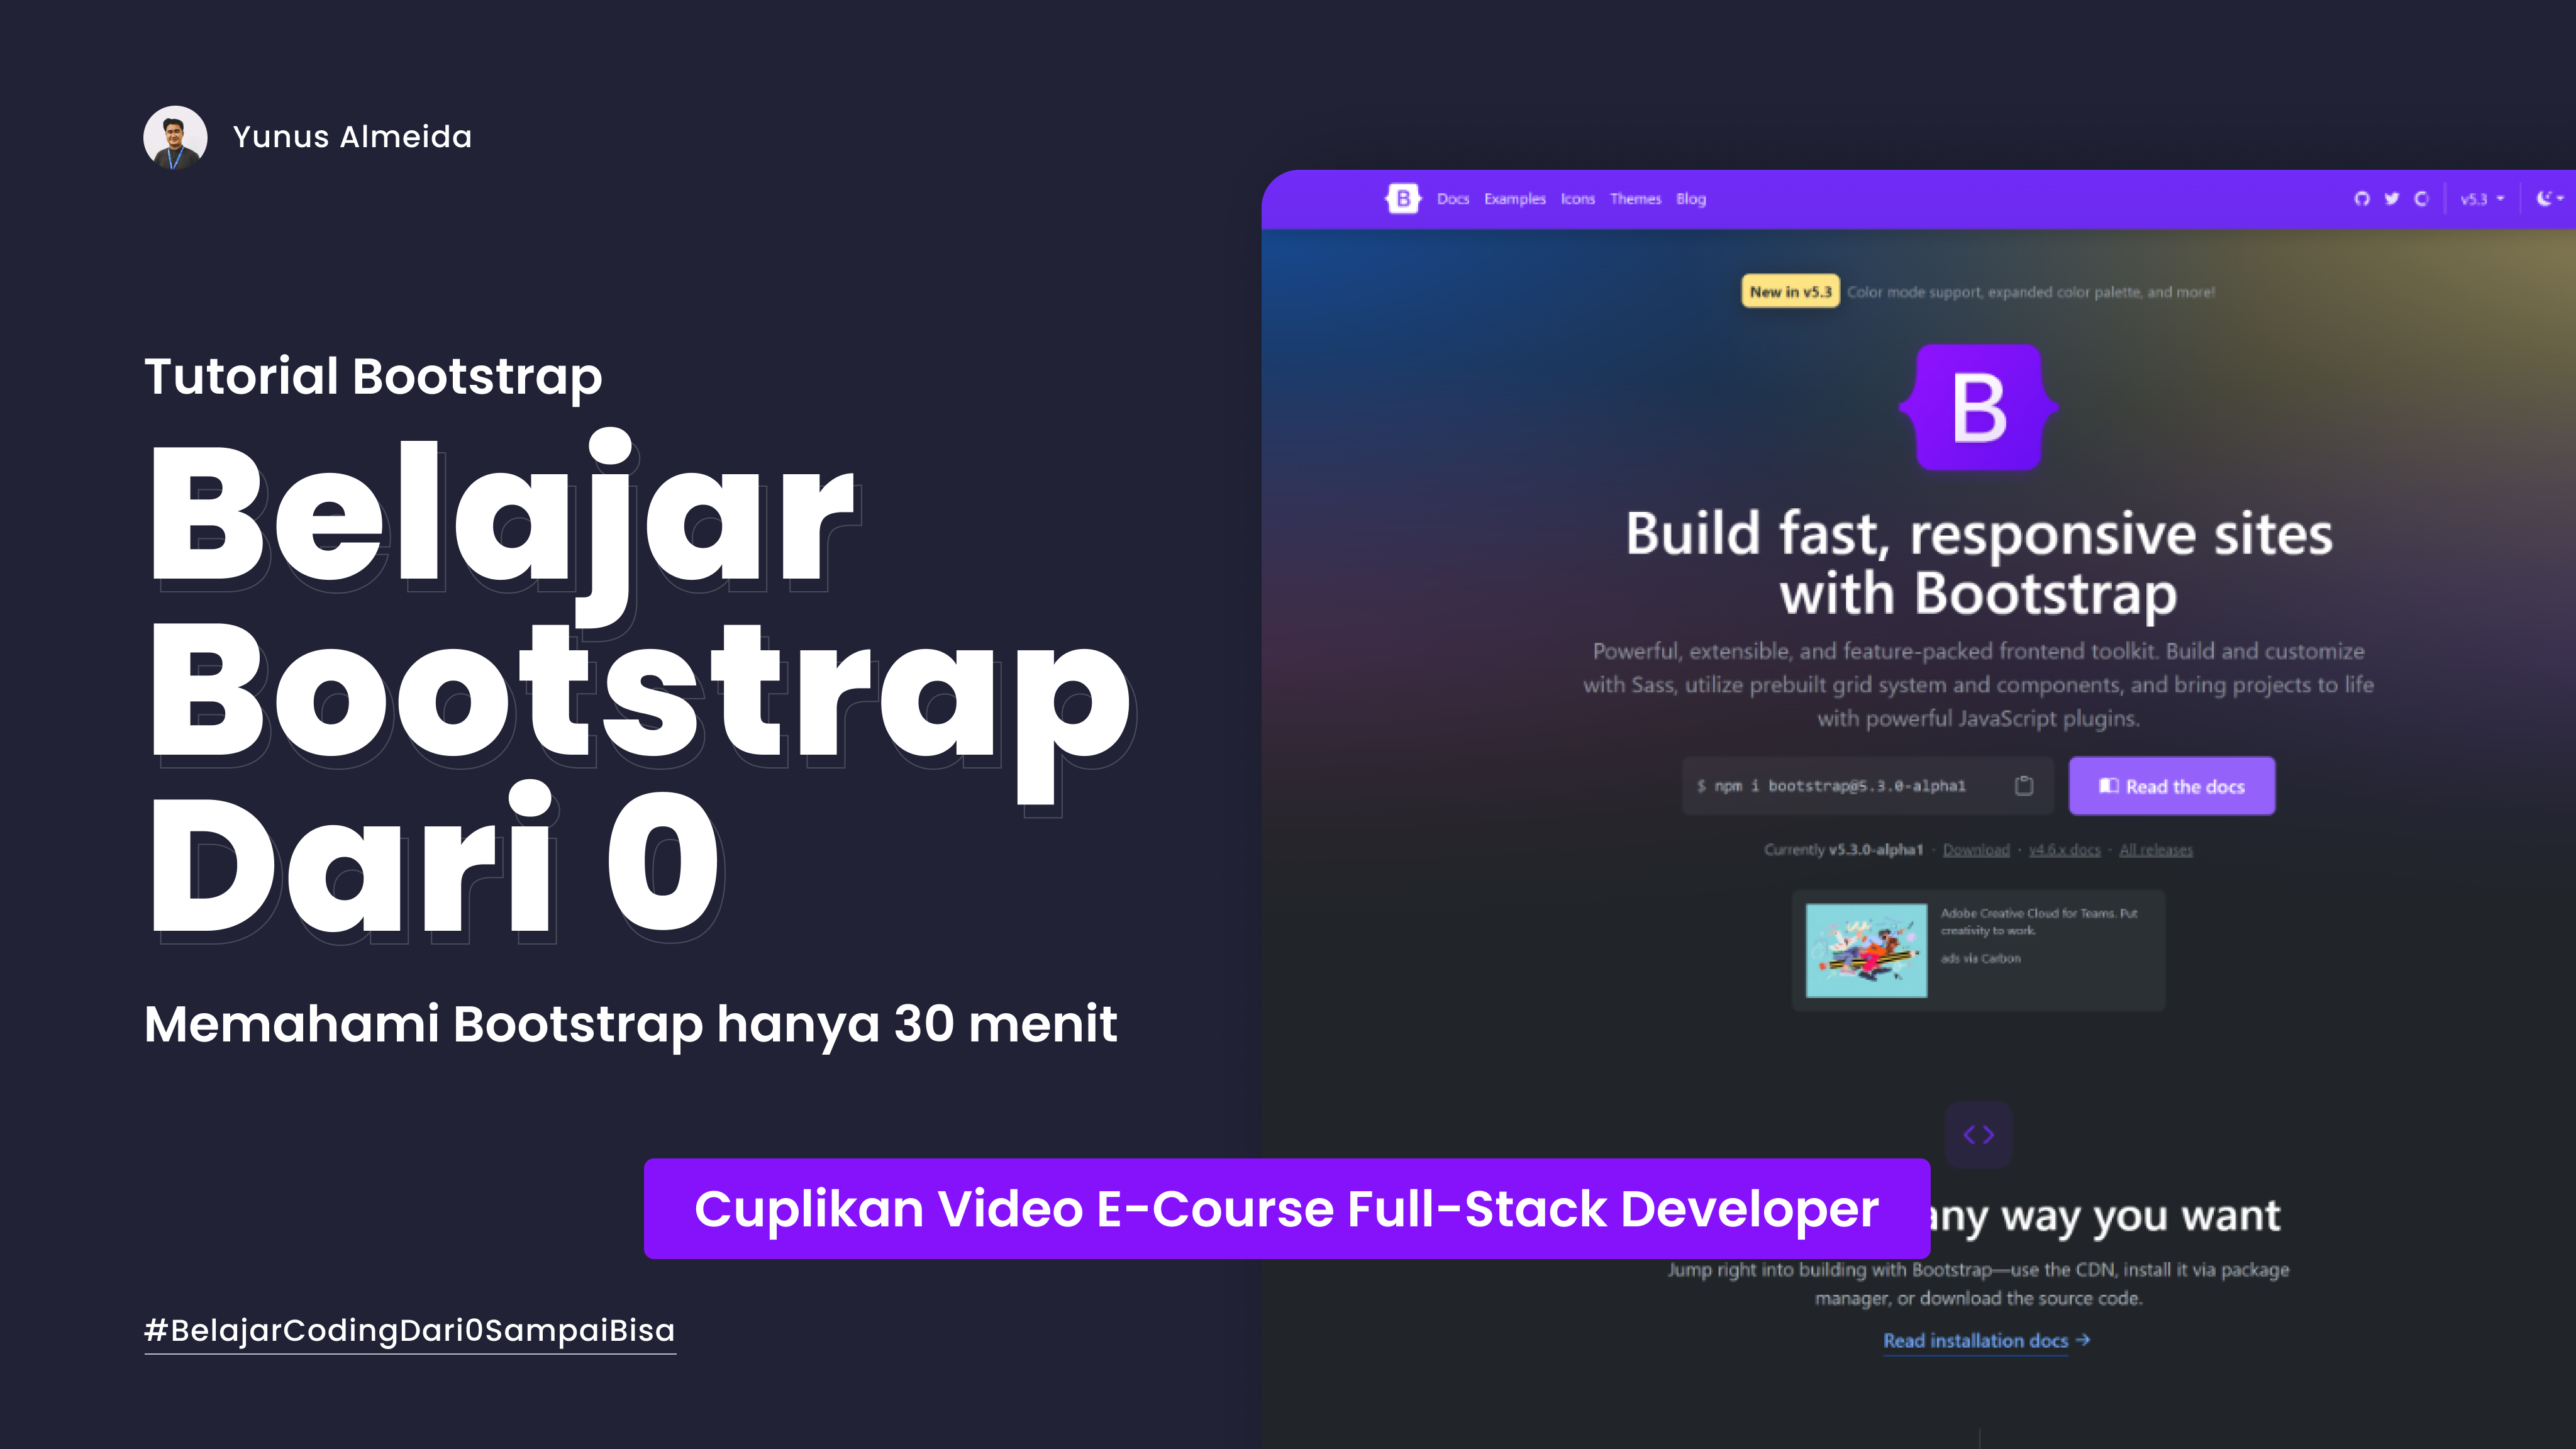 Yunus Almeida
Tutorial Bootstrap
Belajar
Bootstrap
Dari 0
Memahami Bootstrap hanya 30 menit
Cuplikan Video E-Course Full-Stack Developer
#BelajarCodingDari0SampaiBisa
B Docs Examples Icons Themes Blog
v5.3
New in v5.3 Color mode support, expanded color palette, and more!
B
Build fast, responsive sites
with Bootstrap
Powerful, extensible, and feature-packed frontend toolkit. Build and customize
with Sass, utilize prebuilt grid system and components, and bring projects to life
with powerful JavaScript plugins.
$ npm i bootstrap@5.3.0-alpha1
Read the docs
Currently v5.3.0-alpha1 · Download · v4.6.x docs · All releases
Adobe Creative Cloud for Teams. Put
creativity to work.
ads via Carbon
any way you want
Jump right into building with Bootstrap—use the CDN, install it via package
manager, or download the source code.
Read installation docs →